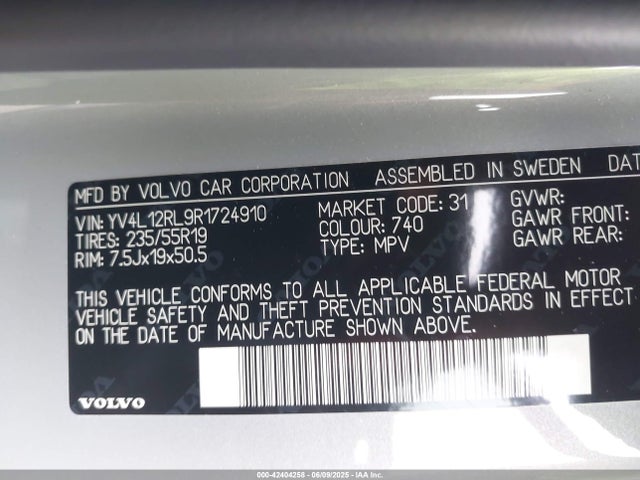 MFD BY VOLVO CAR CORPORATION ASSEMBLED IN SWEDEN DAT
VIN: YV4L12RL9R1724910 MARKET CODE: 31 GVWR:
TIRES: 235/55R19 COLOUR: 740 GAWR FRONT:
RIM: 7.5Jx19x50.5 TYPE: MPV GAWR REAR:
THIS VEHICLE CONFORMS TO ALL APPLICABLE FEDERAL MOTOR
VEHICLE SAFETY AND THEFT PREVENTION STANDARDS IN EFFECT
ON THE DATE OF MANUFACTURE SHOWN ABOVE.
VOLVO
000-42404258 - 06/09/2025 - IAA Inc.